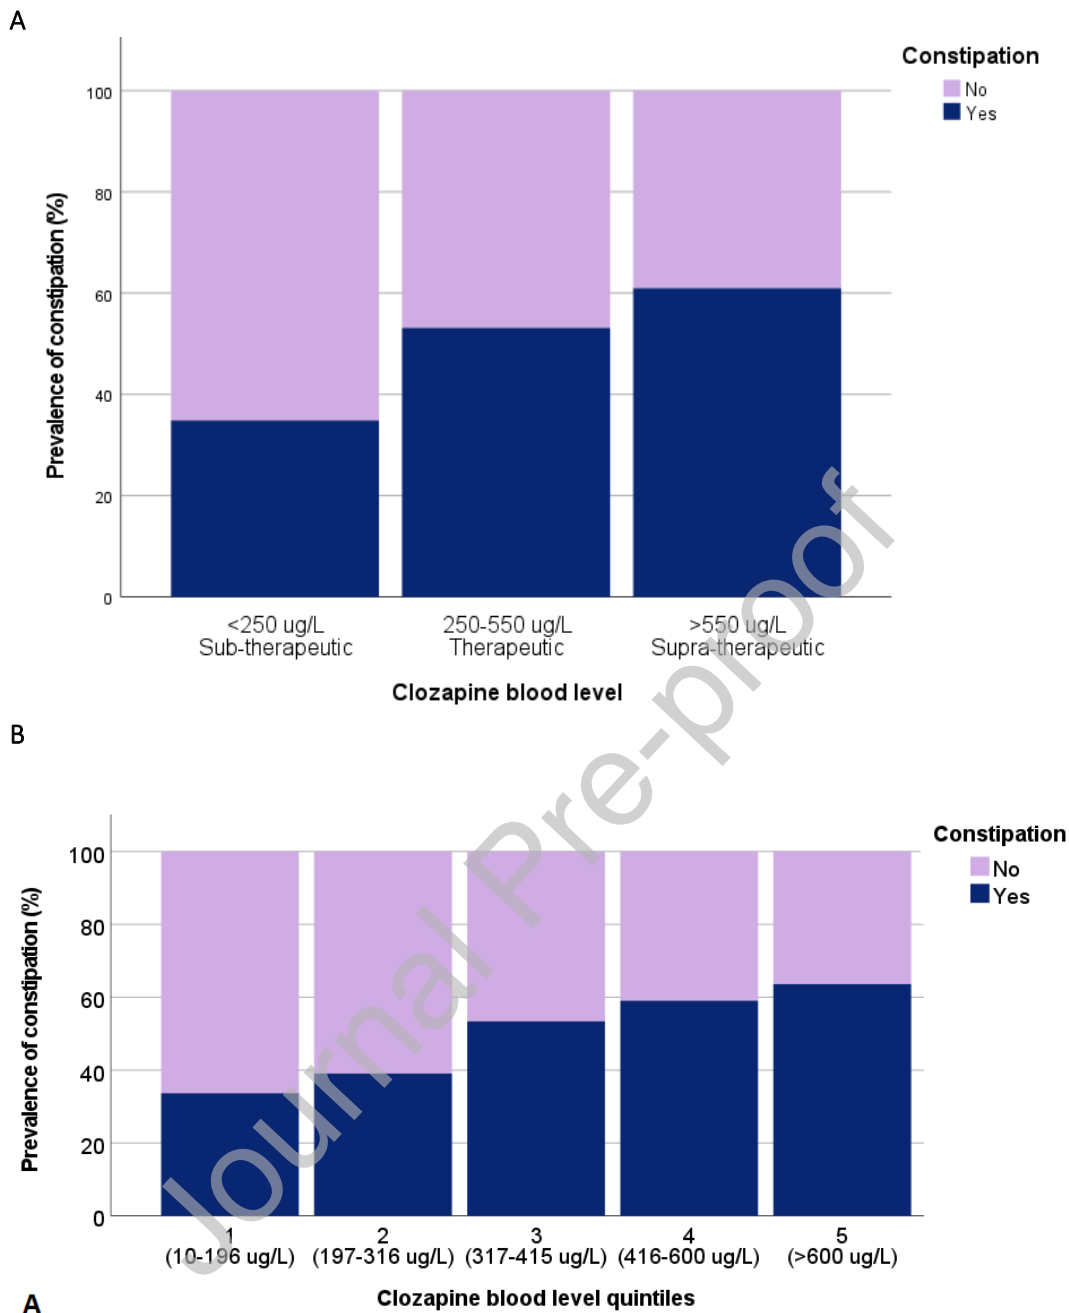 A
Constipation
No
Yes
100
80
60
40
20
0
Prevalence of constipation (%)
<250 ug/L
Sub-therapeutic
250-550 ug/L
Therapeutic
>550 ug/L
Supra-therapeutic
Clozapine blood level
B
Constipation
No
Yes
100
80
60
40
20
0
Prevalence of constipation (%)
1
(10-196 ug/L)
2
(197-316 ug/L)
3
(317-415 ug/L)
4
(416-600 ug/L)
5
(>600 ug/L)
Clozapine blood level quintiles
A
Journal Pre-proof